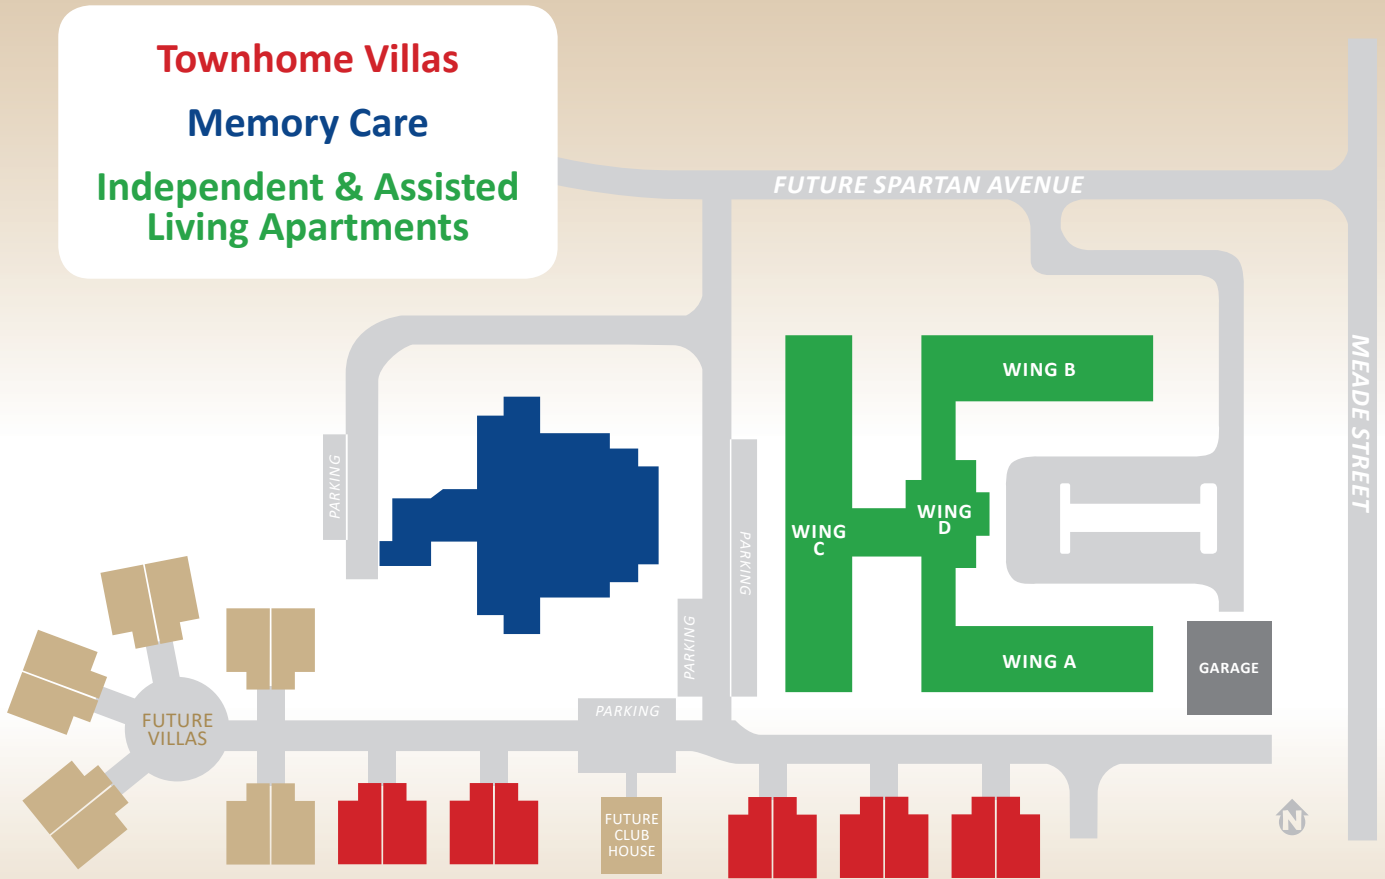 Townhome Villas
Memory Care
Independent & Assisted
Living Apartments
FUTURE SPARTAN AVENUE
MEADE STREET
WING B
PARKING
WING
C
WING
D
PARKING
PARKING
WING A
GARAGE
PARKING
FUTURE
VILLAS
FUTURE
CLUB
HOUSE
N